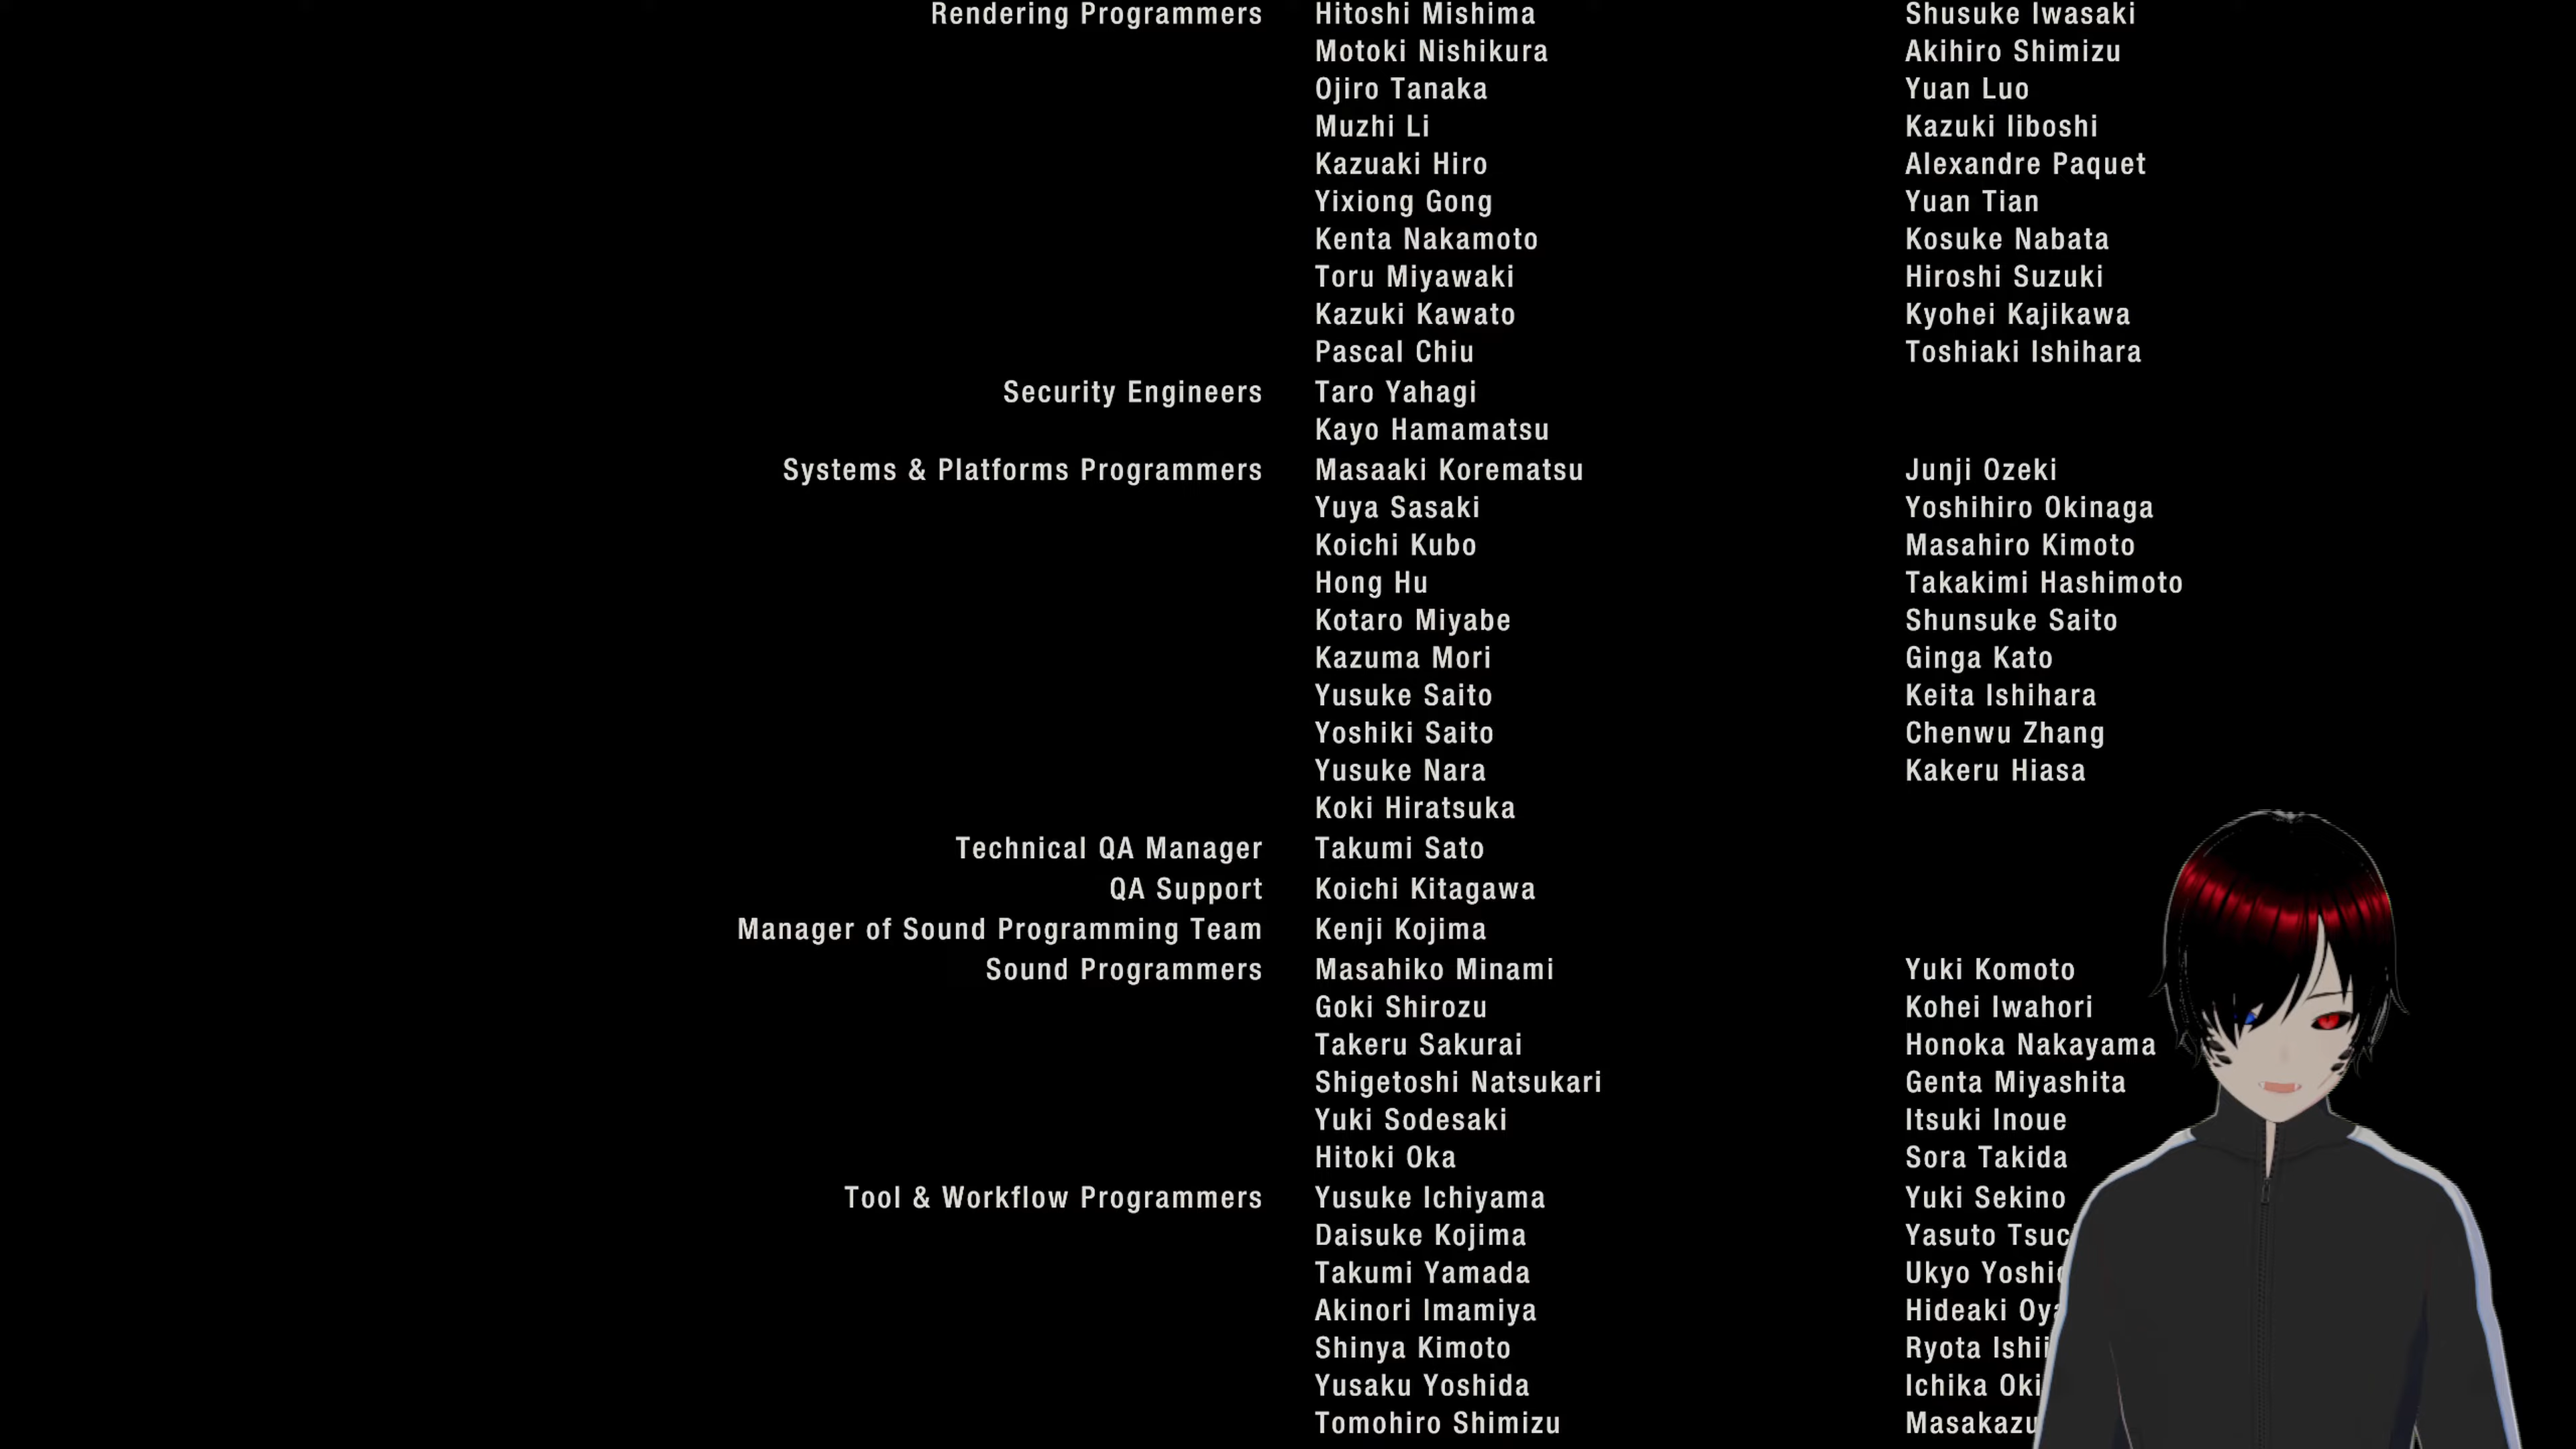 Rendering Programmers Hitoshi Mishima Shusuke Iwasaki
Motoki Nishikura Akihiro Shimizu
Ojiro Tanaka Yuan Luo
Muzhi Li Kazuki Iiboshi
Kazuaki Hiro Alexandre Paquet
Yixiong Gong Yuan Tian
Kenta Nakamoto Kosuke Nabata
Toru Miyawaki Hiroshi Suzuki
Kazuki Kawato Kyohei Kajikawa
Pascal Chiu Toshiaki Ishihara
Security Engineers Taro Yahagi
Kayo Hamamatsu
Systems & Platforms Programmers Masaaki Korematsu Junji Ozeki
Yuya Sasaki Yoshihiro Okinaga
Koichi Kubo Masahiro Kimoto
Hong Hu Takakimi Hashimoto
Kotaro Miyabe Shunsuke Saito
Kazuma Mori Ginga Kato
Yusuke Saito Keita Ishihara
Yoshiki Saito Chenwu Zhang
Yusuke Nara Kakeru Hiasa
Koki Hiratsuka
Technical QA Manager Takumi Sato
QA Support Koichi Kitagawa
Manager of Sound Programming Team Kenji Kojima
Sound Programmers Masahiko Minami Yuki Komoto
Goki Shirozu Kohei Iwahori
Takeru Sakurai Honoka Nakayama
Shigetoshi Natsukari Genta Miyashita
Yuki Sodesaki Itsuki Inoue
Hitoki Oka Sora Takida
Tool & Workflow Programmers Yusuke Ichiyama Yuki Sekino
Daisuke Kojima Yasuto
Takumi Yamada Ukyo
Akinori Imamiya Hideaki
Shinya Kimoto Ryota
Yusaku Yoshida Ichika
Tomohiro Shimizu